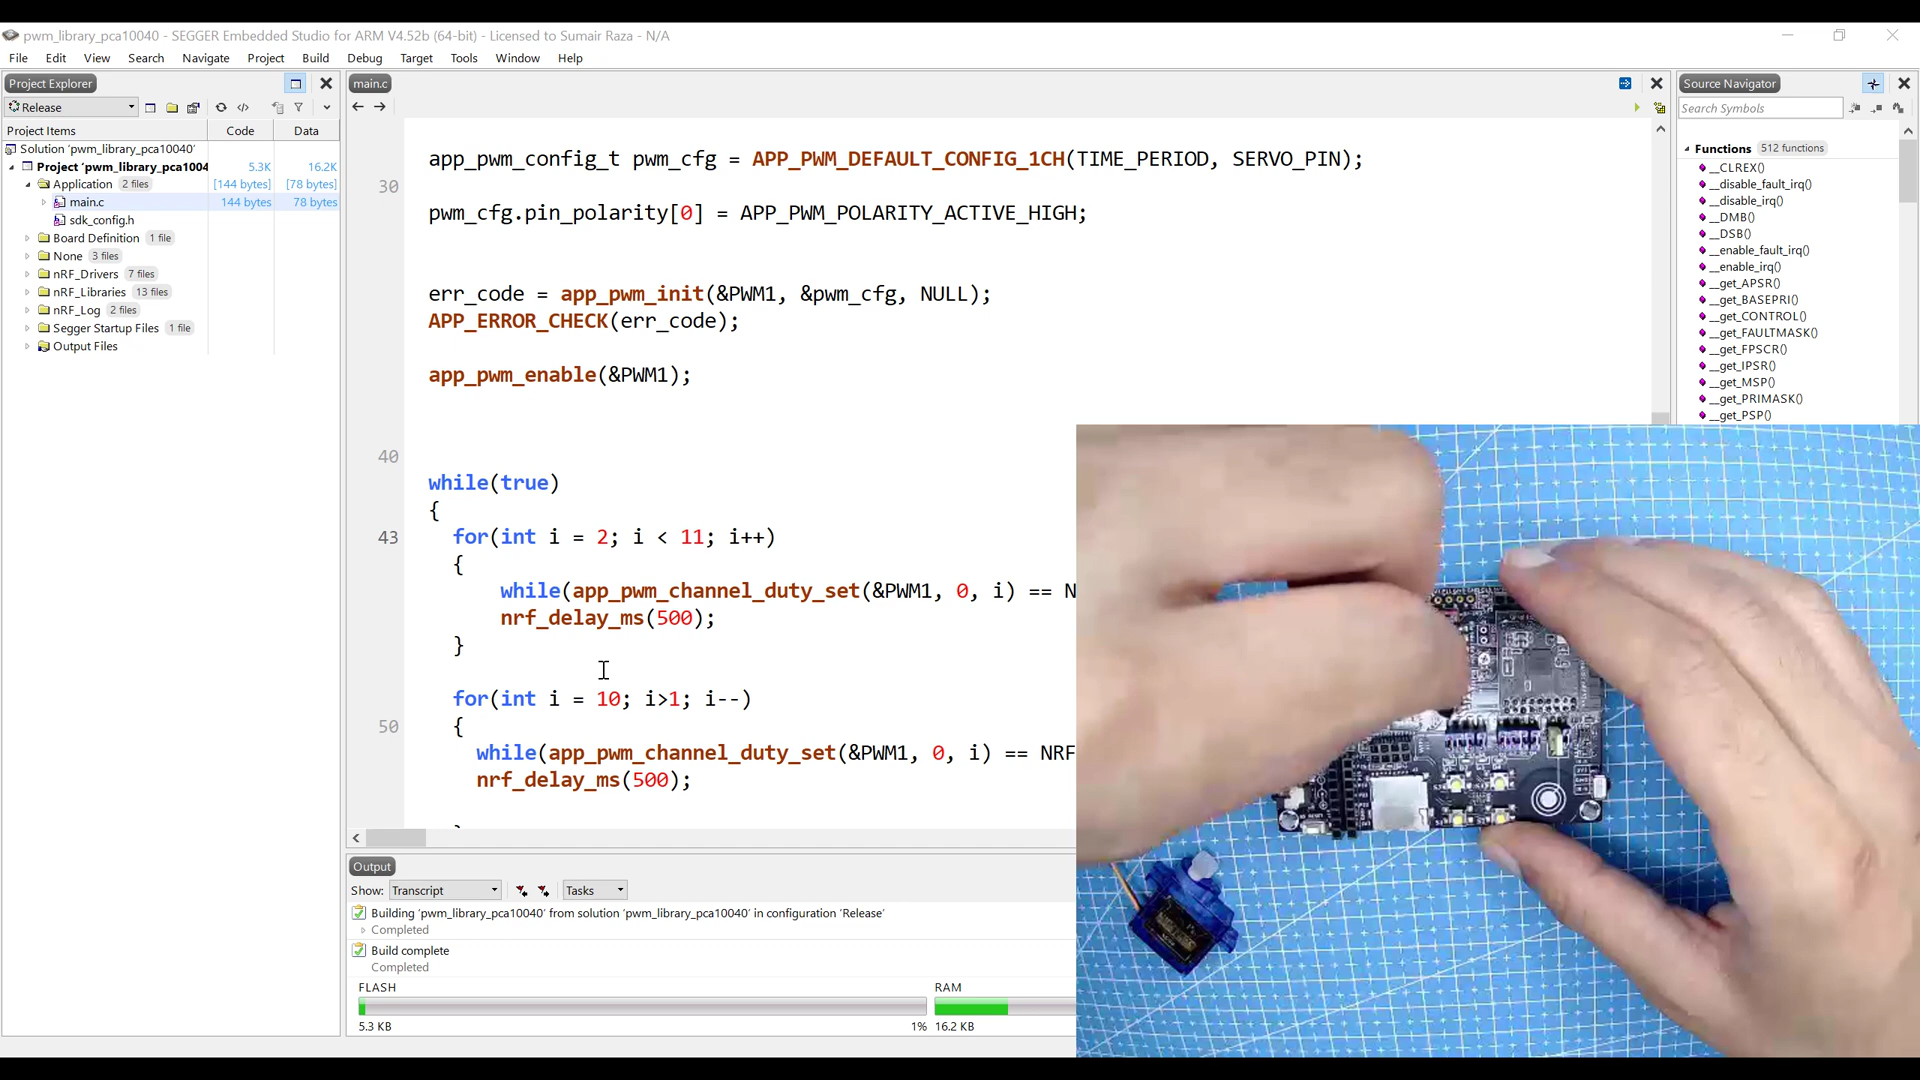 pwm_library_pca10040 - SEGGER Embedded Studio for ARM V4.52b (64-bit) - Licensed to Sumair Raza - N/A
File Edit View Search Navigate Project Build Debug Target Tools Window Help
Project Explorer
Release
Project Items Code Data
Solution 'pwm_library_pca10040'
Project 'pwm_library_pca1004 5.3K 16.2K
Application 2 files [144 bytes] [78 bytes]
main.c 144 bytes 78 bytes
sdk_config.h
Board Definition 1 file
None 3 files
nRF_Drivers 7 files
nRF_Libraries 13 files
nRF_Log 2 files
Segger Startup Files 1 file
Output Files
main.c
app_pwm_config_t pwm_cfg = APP_PWM_DEFAULT_CONFIG_1CH(TIME_PERIOD, SERVO_PIN);
30
pwm_cfg.pin_polarity[0] = APP_PWM_POLARITY_ACTIVE_HIGH;
err_code = app_pwm_init(&PWM1, &pwm_cfg, NULL);
APP_ERROR_CHECK(err_code);
app_pwm_enable(&PWM1);
40
while(true)
{
43 for(int i = 2; i < 11; i++)
{
while(app_pwm_channel_duty_set(&PWM1, 0, i) == N
nrf_delay_ms(500);
}
for(int i = 10; i>1; i--)
50 {
while(app_pwm_channel_duty_set(&PWM1, 0, i) == NRF
nrf_delay_ms(500);
Output
Show: Transcript Tasks
Building 'pwm_library_pca10040' from solution 'pwm_library_pca10040' in configuration 'Release'
Completed
Build complete
Completed
FLASH RAM
5.3 KB 1% 16.2 KB
Source Navigator
Search Symbols
Functions 512 functions
__CLREX()
__disable_fault_irq()
__disable_irq()
__DMB()
__DSB()
__enable_fault_irq()
__enable_irq()
__get_APSR()
__get_BASEPRI()
__get_CONTROL()
__get_FAULTMASK()
__get_FPSCR()
__get_IPSR()
__get_MSP()
__get_PRIMASK()
__get_PSP()